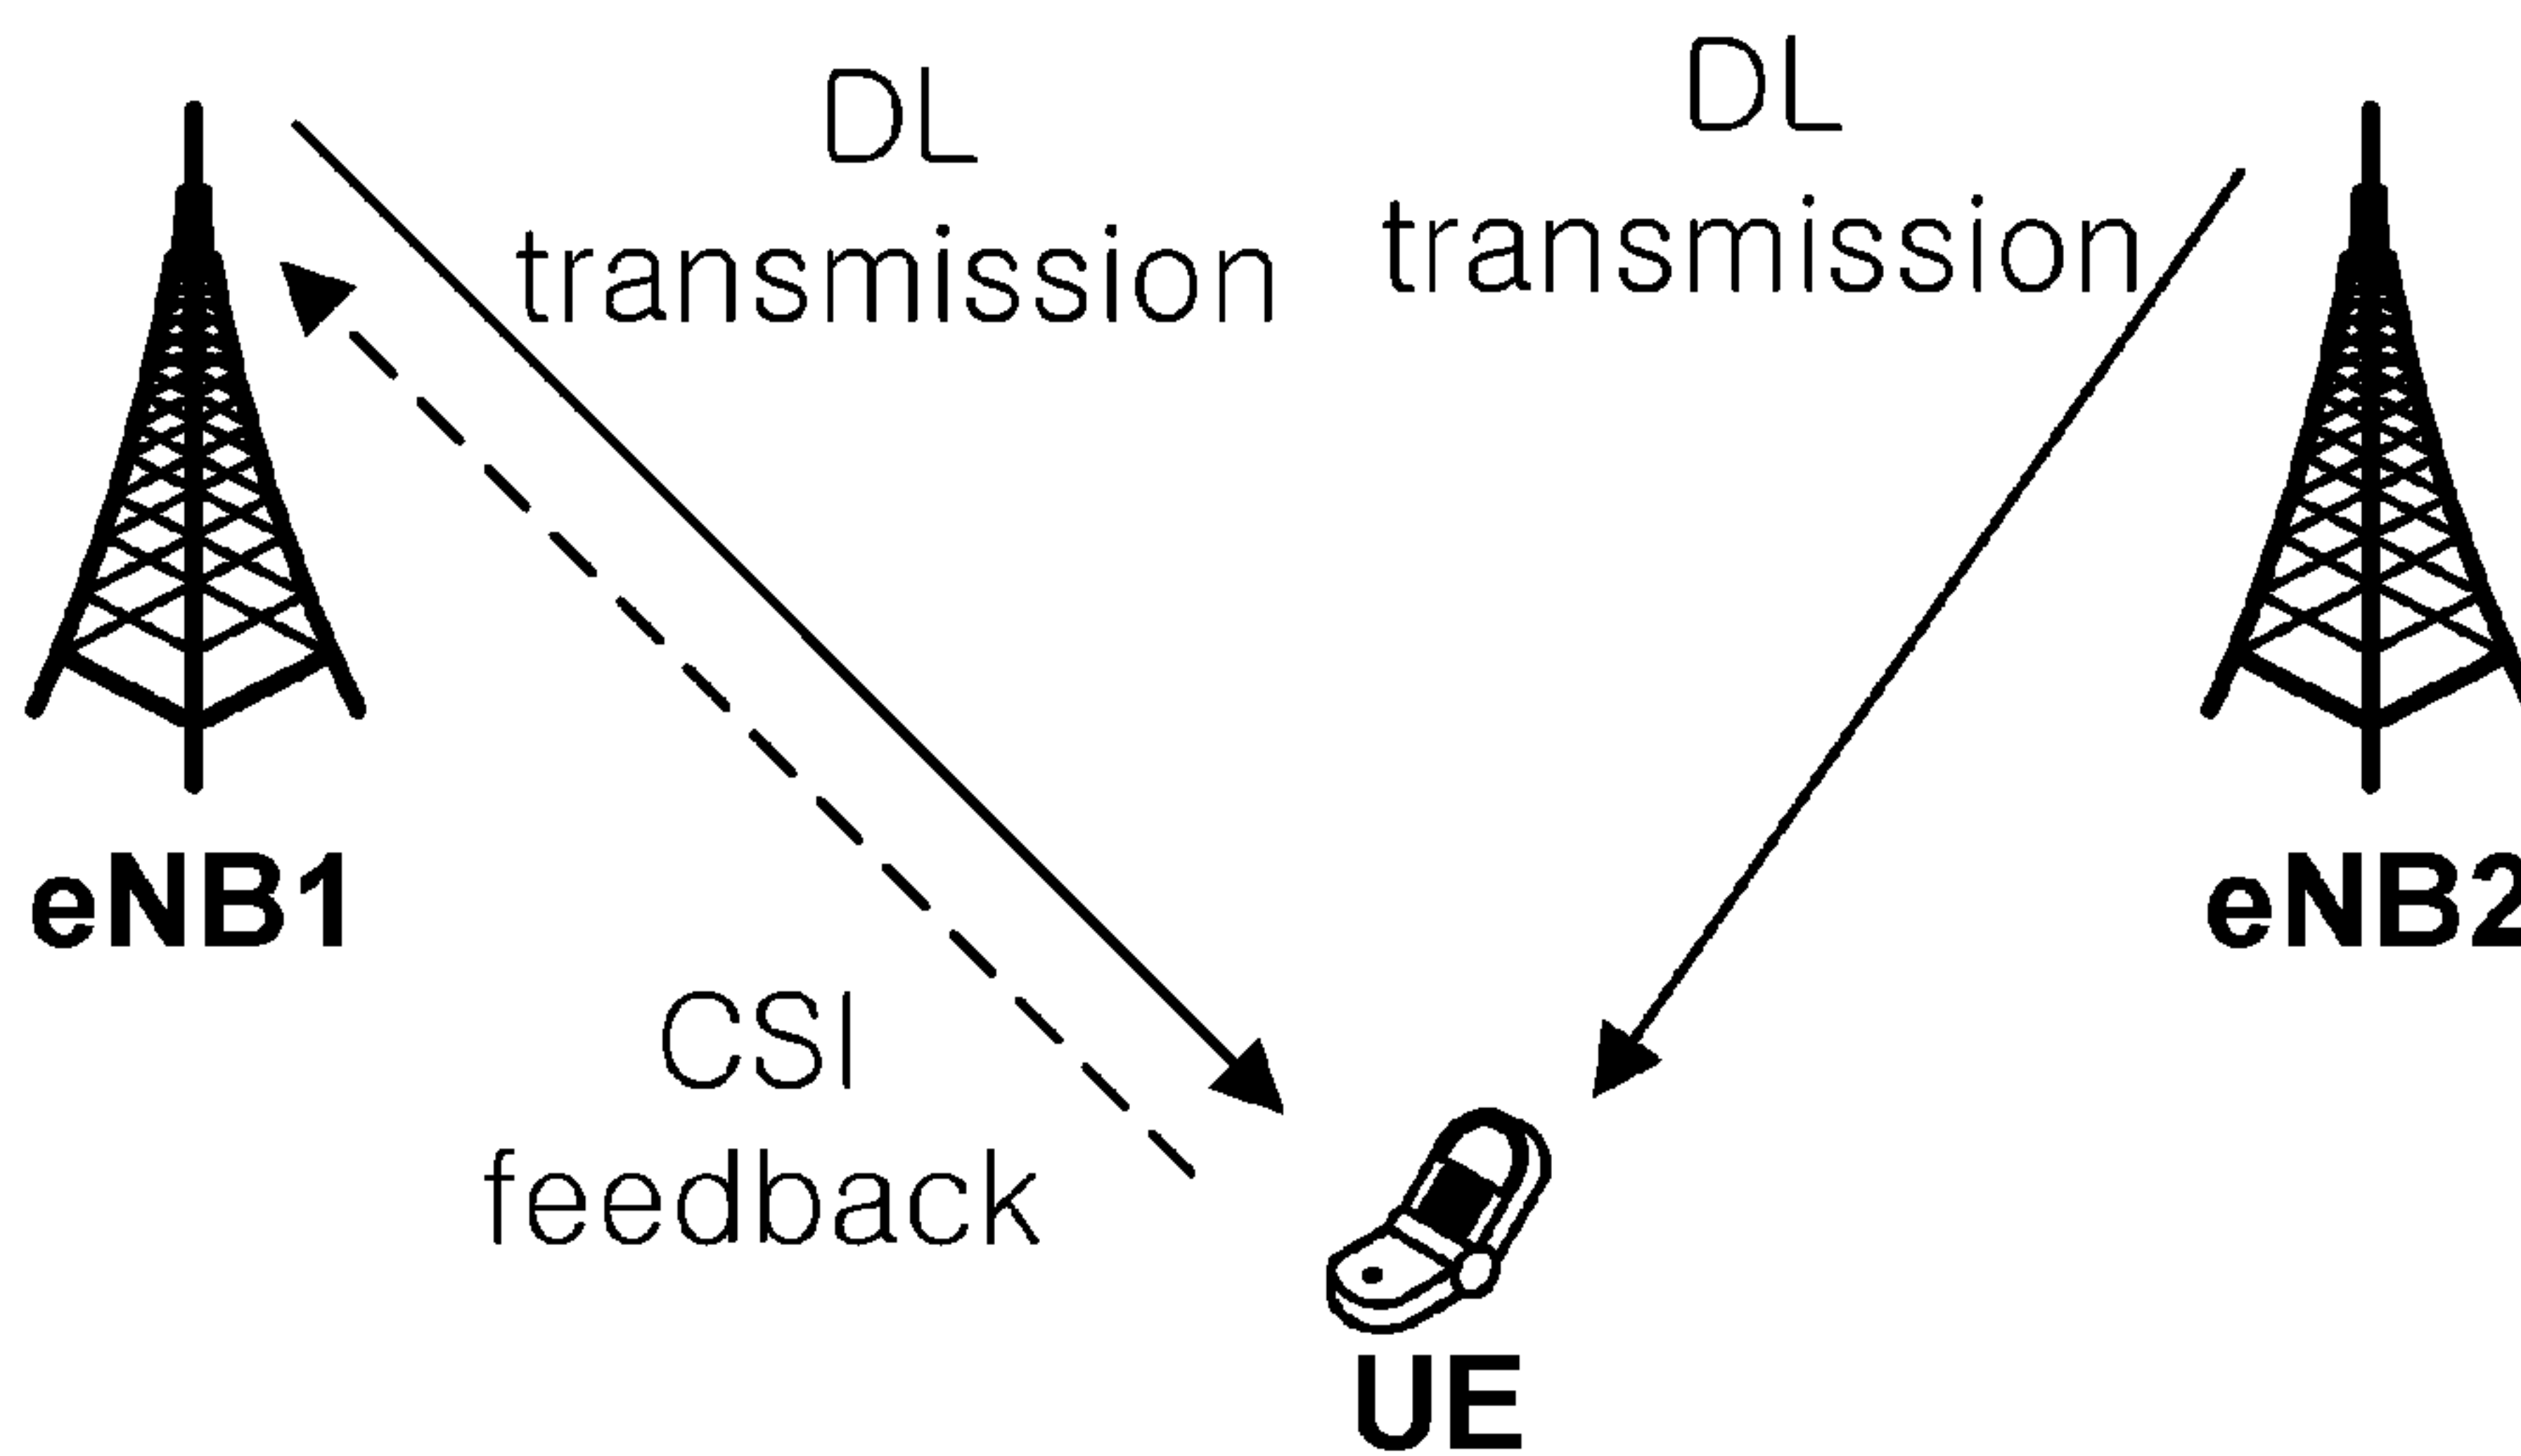 DL
transmission
DL
transmission
eNB1
eNB2
CSI
feedback
UE